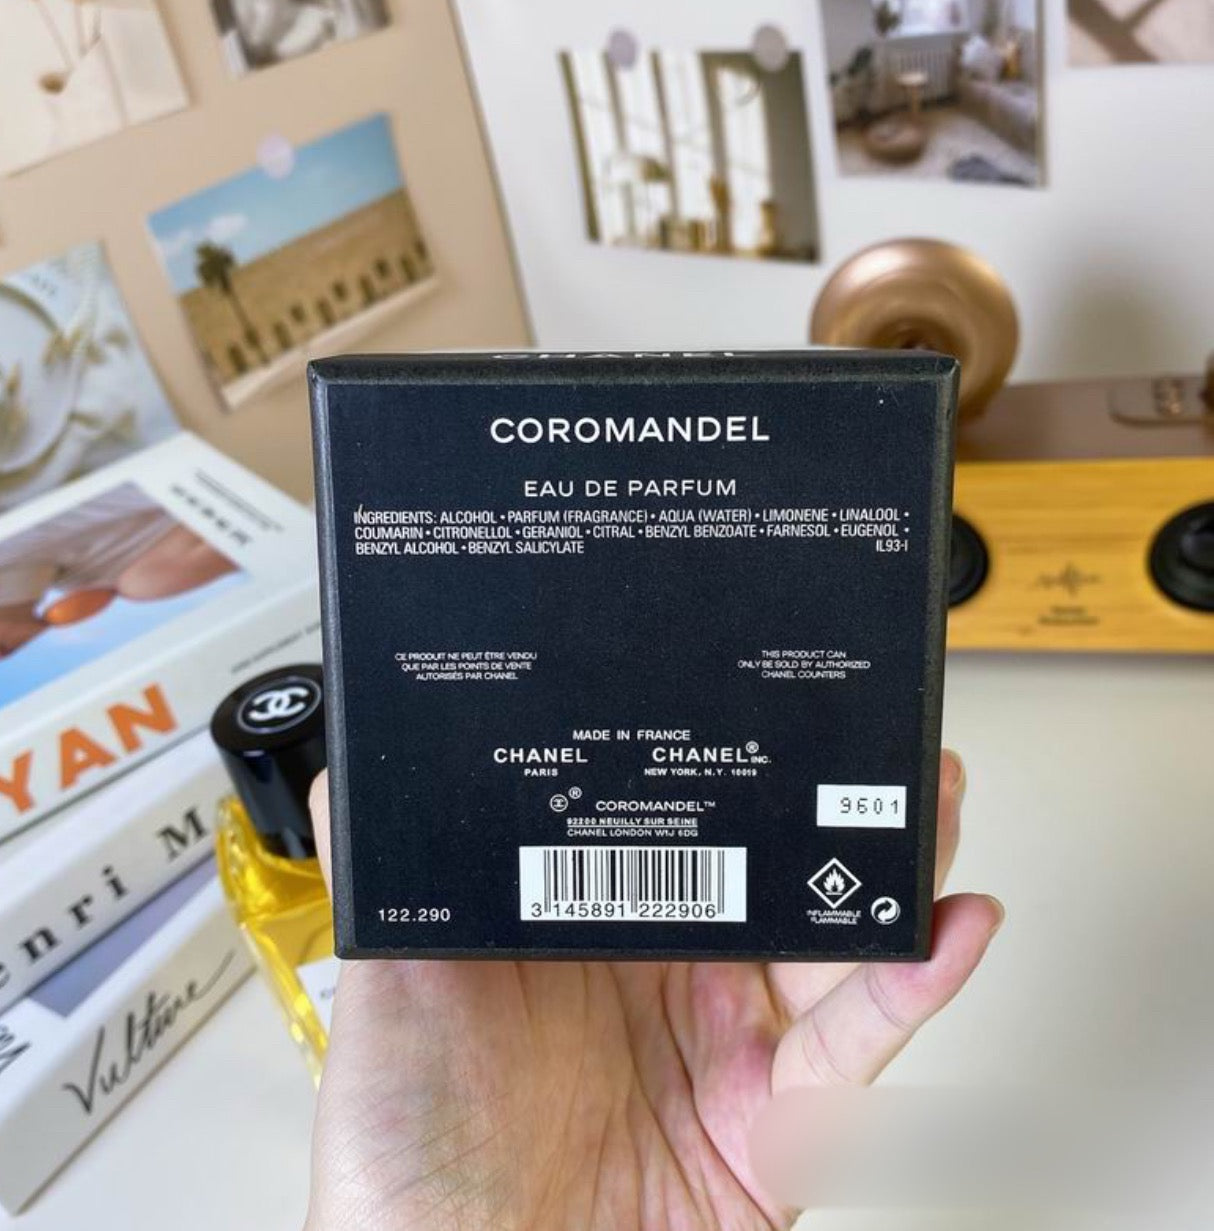 CHANEL
COROMANDEL
EAU DE PARFUM
INGREDIENTS: ALCOHOL • PARFUM (FRAGRANCE) • AQUA (WATER) • LIMONENE • LINALOOL •
COUMARIN • CITRONELLOL • GERANIOL • CITRAL • BENZYL BENZOATE • FARNESOL • EUGENOL •
BENZYL ALCOHOL • BENZYL SALICYLATE IL93-I
CE PRODUIT NE PEUT ÊTRE VENDU
QUE PAR LES POINTS DE VENTE
AUTORISÉS PAR CHANEL
THIS PRODUCT CAN
ONLY BE SOLD BY AUTHORIZED
CHANEL COUNTERS
MADE IN FRANCE
CHANEL
PARIS
CHANEL® INC.
NEW YORK, N.Y. 10019
® COROMANDEL™
92200 NEUILLY SUR SEINE
CHANEL LONDON W1J 6DG
9601
122.290
3 145891 222906
INFLAMMABLE
FLAMMABLE
YAN
enri M
Vulture